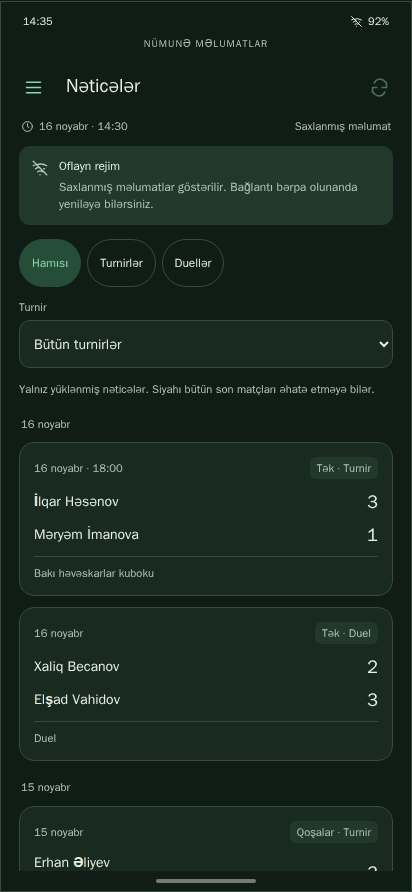 14:35
92%
NÜMUNƏ MƏLUMATLAR
Nəticələr
16 noyabr · 14:30
Saxlanmış məlumat
Oflayn rejim
Saxlanmış məlumatlar göstərilir. Bağlantı bərpa olunanda
yeniləyə bilərsiniz.
Hamısı
Turnirlər
Duellər
Turnir
Bütün turnirlər
Yalnız yüklənmiş nəticələr. Siyahı bütün son matçları əhatə etməyə bilər.
16 noyabr
16 noyabr · 18:00
Tək · Turnir
İlqar Həsənov 3
Məryəm İmanova 1
Bakı həvəskarlar kuboku
16 noyabr
Tək · Duel
Xaliq Becanov 2
Elşad Vahidov 3
Duel
15 noyabr
15 noyabr
Qoşalar · Turnir
Erhan Əliyev